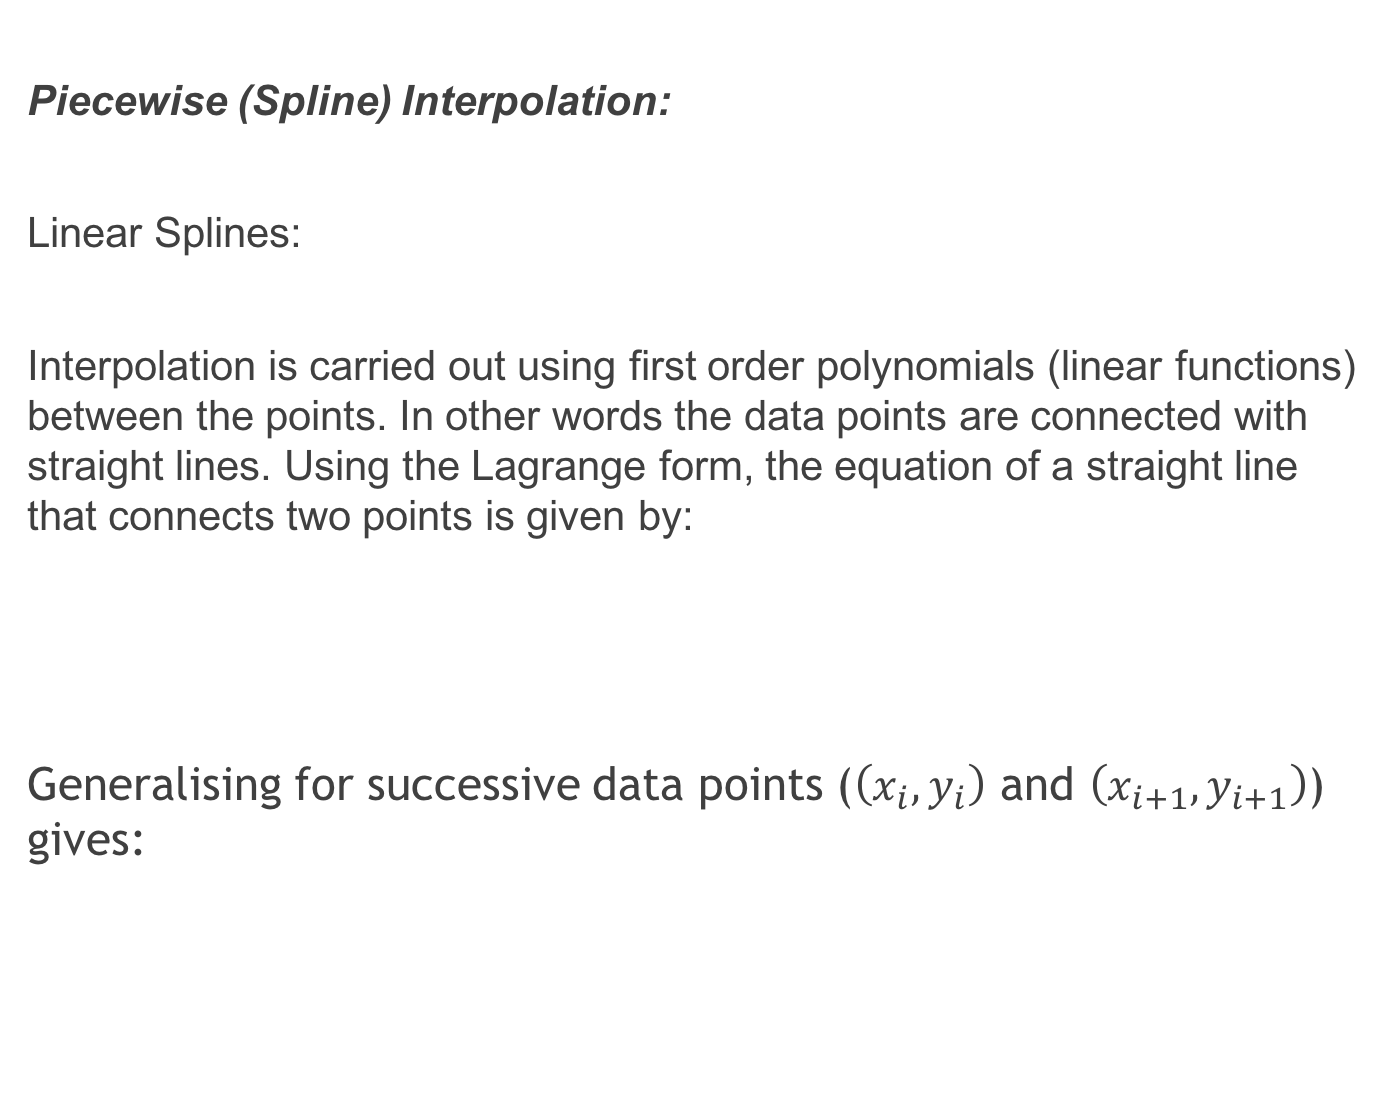 Piecewise (Spline) Interpolation:
Linear Splines:
Interpolation is carried out using first order polynomials (linear functions)
between the points. In other words the data points are connected with
straight lines. Using the Lagrange form, the equation of a straight line
that connects two points is given by:
Generalising for successive data points ((xᵢ, yᵢ) and (xᵢ₊₁, yᵢ₊₁))
gives: